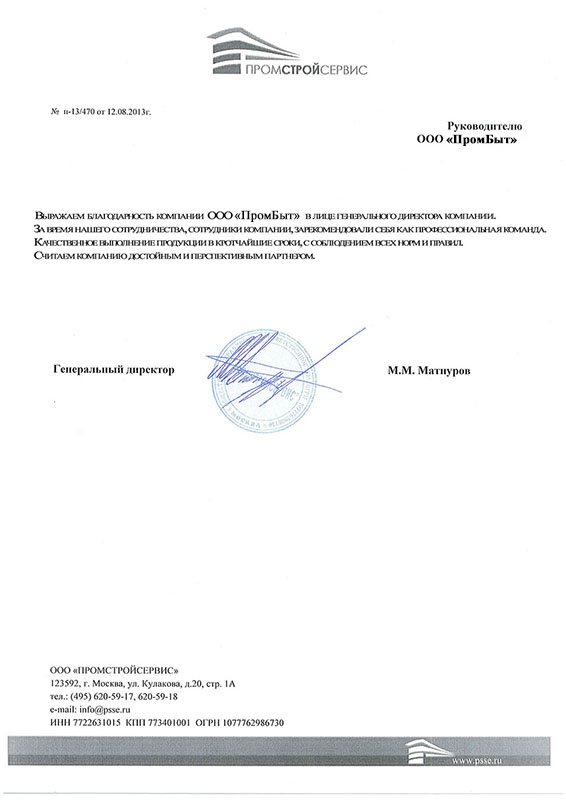 ПРОМСТРОЙСЕРВИС
№ п-13/470 от 12.08.2013г.
Руководителю
ООО «ПромБыт»
Выражаем благодарность компании ООО «ПромБыт» в лице генерального директора компании.
За время нашего сотрудничества, сотрудники компании, зарекомендовали себя как профессиональная команда.
Качественное выполнение продукции в кротчайшие сроки, с соблюдением всех норм и правил.
Считаем компанию достойным и перспективным партнером.
Генеральный директор
М.М. Матнуров
МОСКВА
ООО «ПРОМСТРОЙСЕРВИС»
123592, г. Москва, ул. Кулакова, д.20, стр. 1А
тел.: (495) 620-59-17, 620-59-18
e-mail: info@psse.ru
ИНН 7722631015 КПП 773401001 ОГРН 1077762986730
www.psse.ru